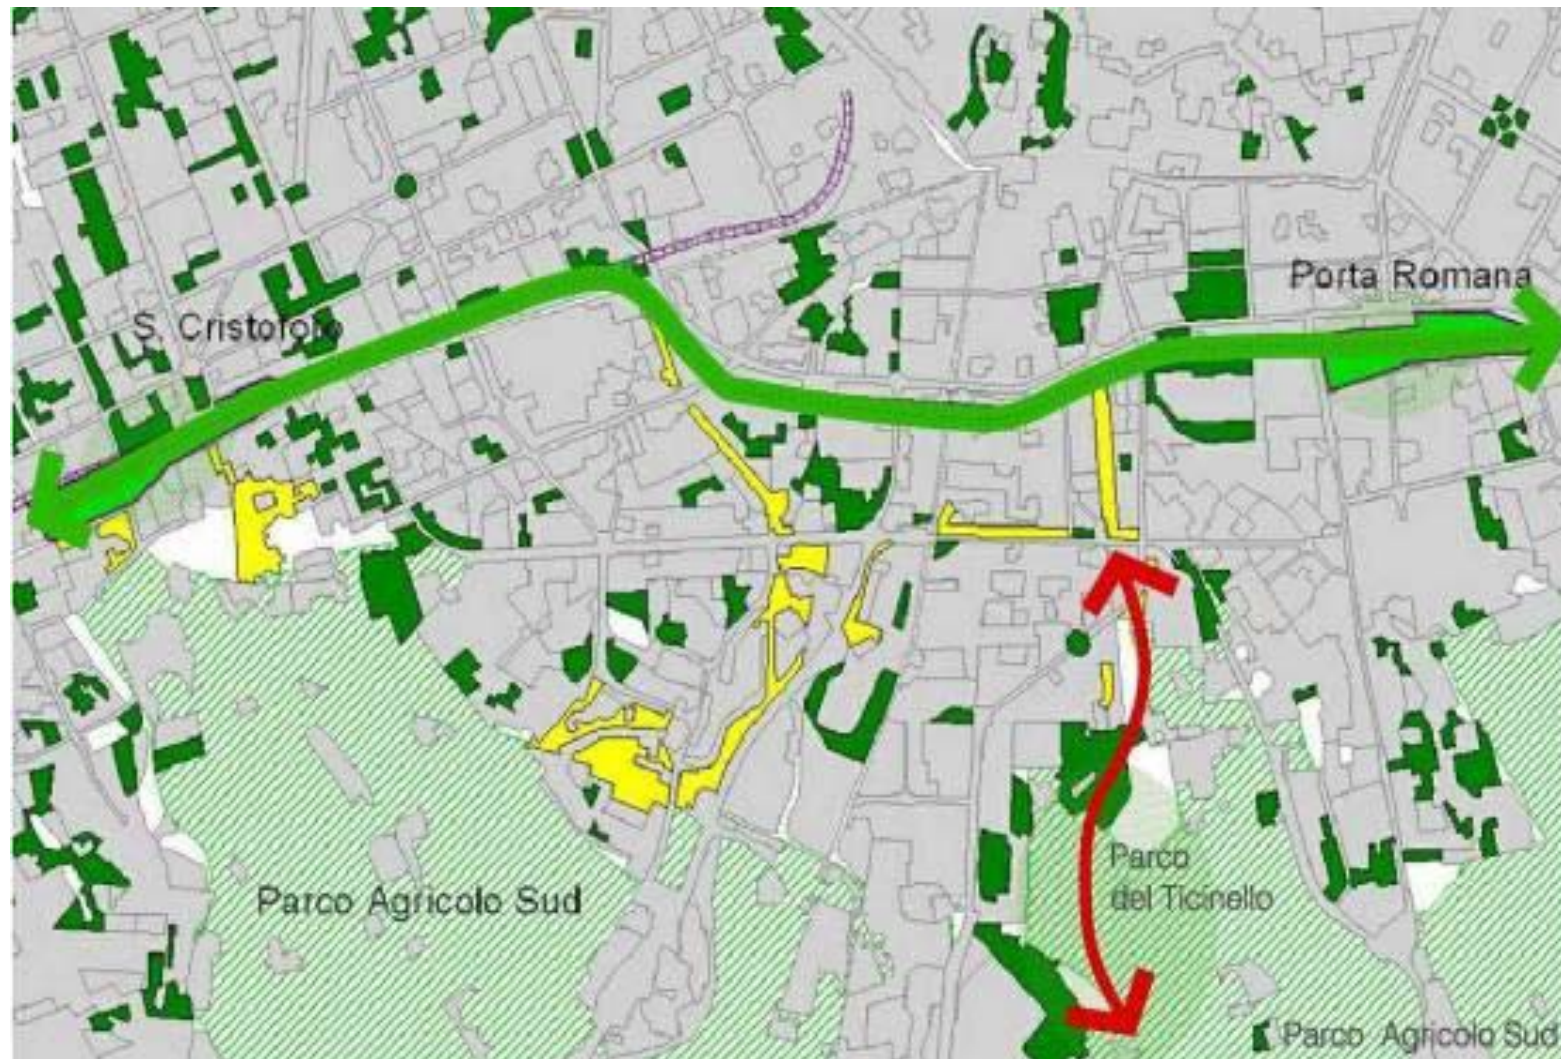 Porta Romana
S. Cristoforo
Parco
del Ticinello
Parco Agricolo Sud
Parco Agricolo Sud